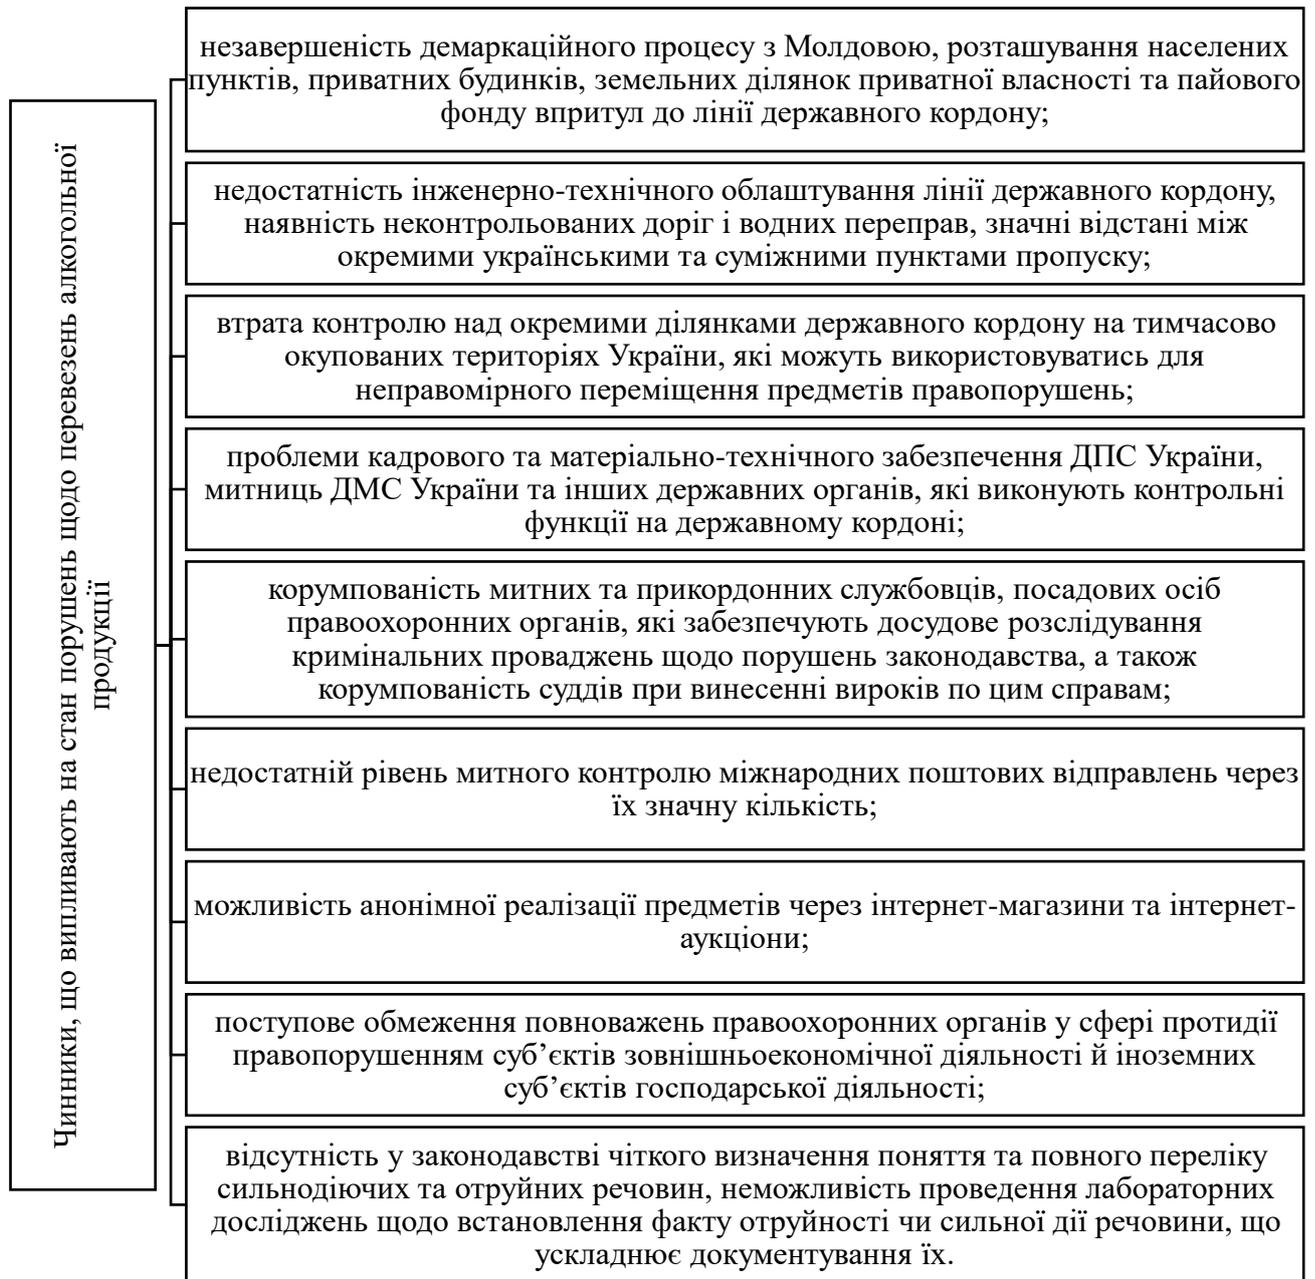 Чинники, що випливають на стан порушень щодо перевезень алкогольної
продукції
незавершеність демаркаційного процесу з Молдовою, розташування населених
пунктів, приватних будинків, земельних ділянок приватної власності та пайового
фонду впритул до лінії державного кордону;
недостатність інженерно-технічного облаштування лінії державного кордону,
наявність неконтрольованих доріг і водних переправ, значні відстані між
окремими українськими та суміжними пунктами пропуску;
втрата контролю над окремими ділянками державного кордону на тимчасово
окупованих територіях України, які можуть використовуватись для
неправомірного переміщення предметів правопорушень;
проблеми кадрового та матеріально-технічного забезпечення ДПС України,
митниць ДМС України та інших державних органів, які виконують контрольні
функції на державному кордоні;
корумпованість митних та прикордонних службовців, посадових осіб
правоохоронних органів, які забезпечують досудове розслідування
кримінальних проваджень щодо порушень законодавства, а також
корумпованість суддів при винесенні вироків по цим справам;
недостатній рівень митного контролю міжнародних поштових відправлень через
їх значну кількість;
можливість анонімної реалізації предметів через інтернет-магазини та інтернет-
аукціони;
поступове обмеження повноважень правоохоронних органів у сфері протидії
правопорушенням суб’єктів зовнішньоекономічної діяльності й іноземних
суб’єктів господарської діяльності;
відсутність у законодавстві чіткого визначення поняття та повного переліку
сильнодіючих та отруйних речовин, неможливість проведення лабораторних
досліджень щодо встановлення факту отруйності чи сильної дії речовини, що
ускладнює документування їх.